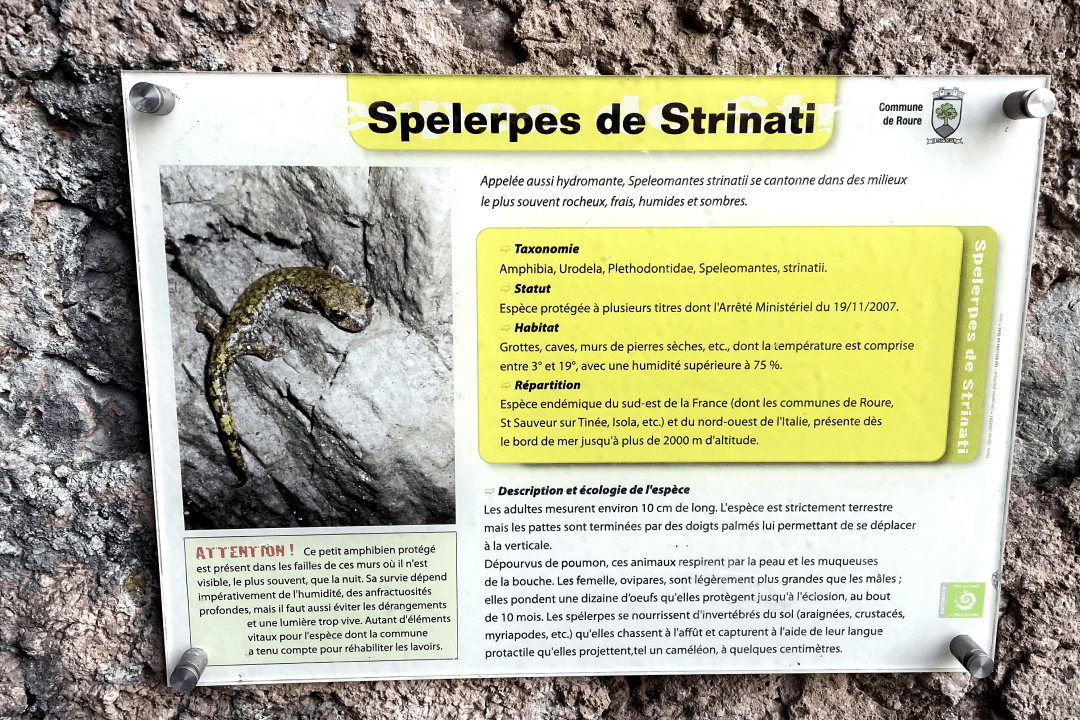 Spelerpes de Strinati
Commune
de Roure
Appelée aussi hydromante, Speleomantes strinatii se cantonne dans des milieux
le plus souvent rocheux, frais, humides et sombres.
Taxonomie
Amphibia, Urodela, Plethodontidae, Speleomantes, strinatii.
Statut
Espèce protégée à plusieurs titres dont l'Arrêté Ministériel du 19/11/2007.
Habitat
Grottes, caves, murs de pierres sèches, etc., dont la température est comprise
entre 3° et 19°, avec une humidité supérieure à 75 %.
Répartition
Espèce endémique du sud-est de la France (dont les communes de Roure,
St Sauveur sur Tinée, Isola, etc.) et du nord-ouest de l'Italie, présente dès
le bord de mer jusqu'à plus de 2000 m d'altitude.
Spelerpes de Strinati
Description et écologie de l'espèce
Les adultes mesurent environ 10 cm de long. L'espèce est strictement terrestre
mais les pattes sont terminées par des doigts palmés lui permettant de se déplacer
à la verticale.
Dépourvus de poumon, ces animaux respirent par la peau et les muqueuses
de la bouche. Les femelle, ovipares, sont légèrement plus grandes que les mâles ;
elles pondent une dizaine d'oeufs qu'elles protègent jusqu'à l'éclosion, au bout
de 10 mois. Les spélerpes se nourrissent d'invertébrés du sol (araignées, crustacés,
myriapodes, etc.) qu'elles chassent à l'affût et capturent à l'aide de leur langue
protactile qu'elles projettent,tel un caméléon, à quelques centimètres.
ATTENTION ! Ce petit amphibien protégé
est présent dans les failles de ces murs où il n'est
visible, le plus souvent, que la nuit. Sa survie dépend
impérativement de l'humidité, des anfractuosités
profondes, mais il faut aussi éviter les dérangements
et une lumière trop vive. Autant d'éléments
vitaux pour l'espèce dont la commune
a tenu compte pour réhabiliter les lavoirs.